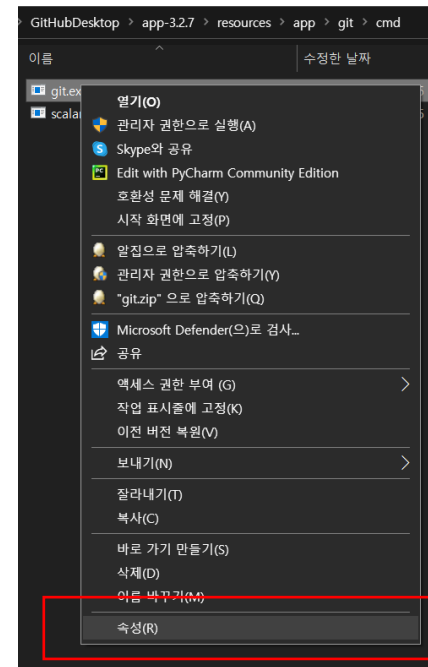 GitHubDesktop > app-3.2.7 > resources > app > git > cmd
이름 수정한 날짜
git.ex
scalar
열기(O)
관리자 권한으로 실행(A)
Skype와 공유
Edit with PyCharm Community Edition
호환성 문제 해결(Y)
시작 화면에 고정(P)
알집으로 압축하기(L)
관리자 권한으로 압축하기(Y)
"git.zip" 으로 압축하기(Q)
Microsoft Defender(으)로 검사...
공유
액세스 권한 부여 (G)
작업 표시줄에 고정(K)
이전 버전 복원(V)
보내기(N)
잘라내기(T)
복사(C)
바로 가기 만들기(S)
삭제(D)
이름 바꾸기(M)
속성(R)